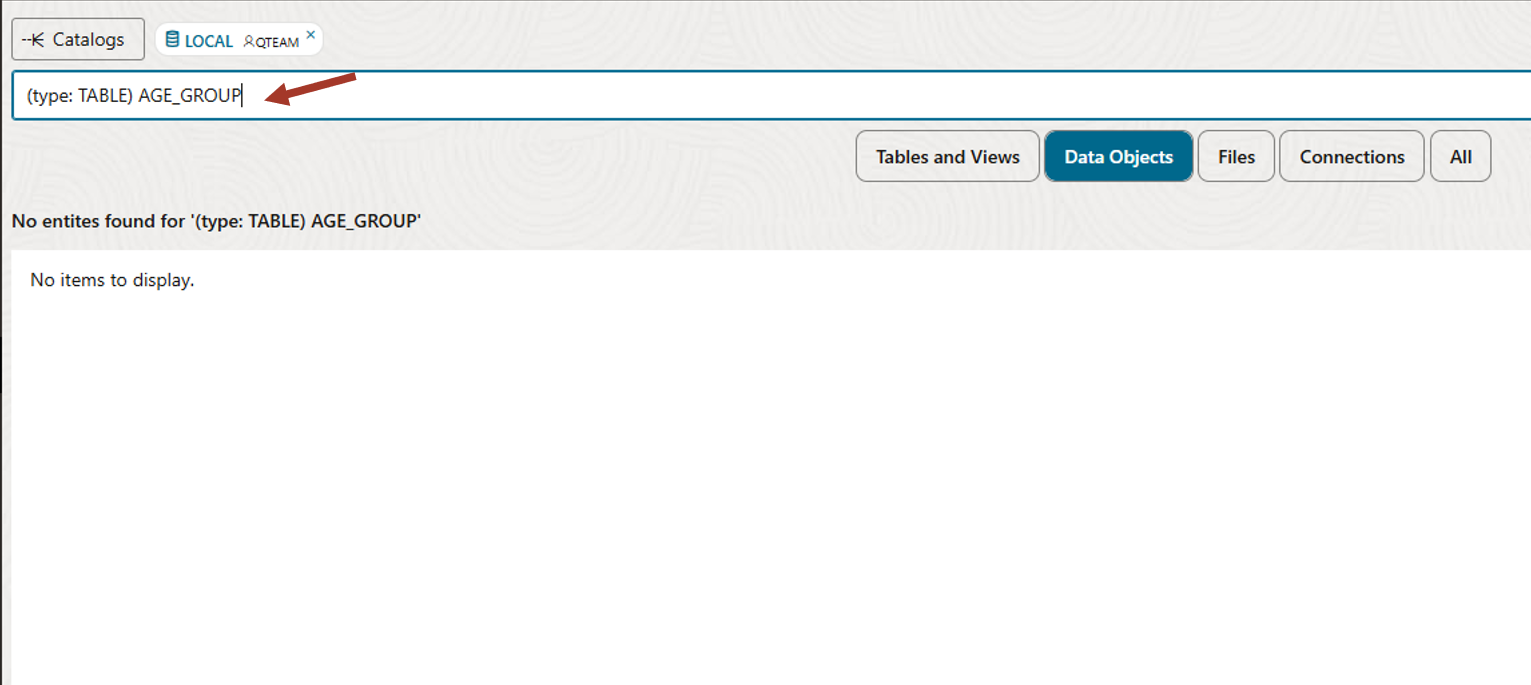 Catalogs LOCAL QTEAM ×
(type: TABLE) AGE_GROUP
Tables and Views Data Objects Files Connections All
No entites found for '(type: TABLE) AGE_GROUP'
No items to display.